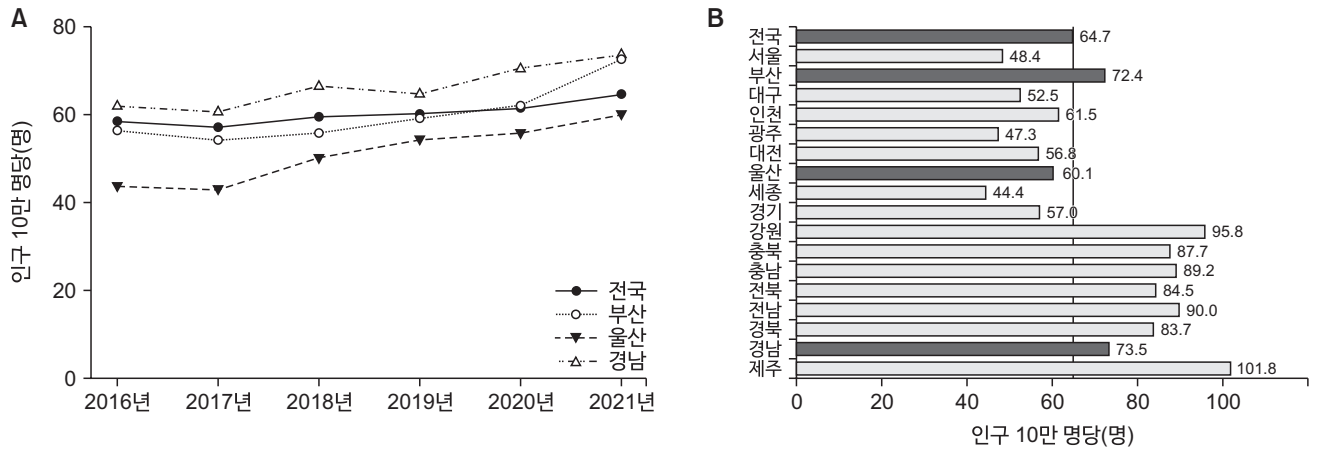 A
인구 10만 명당(명)
80
60
40
20
0
2016년 2017년 2018년 2019년 2020년 2021년
전국
부산
울산
경남
B
전국 64.7
서울 48.4
부산 72.4
대구 52.5
인천 61.5
광주 47.3
대전 56.8
울산 60.1
세종 44.4
경기 57.0
강원 95.8
충북 87.7
충남 89.2
전북 84.5
전남 90.0
경북 83.7
경남 73.5
제주 101.8
0 20 40 60 80 100
인구 10만 명당(명)